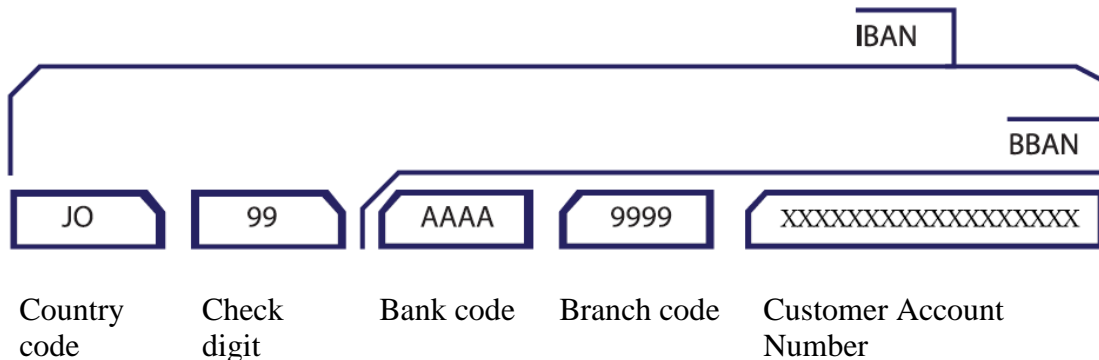 IBAN
BBAN
JO 99 AAAA 9999 XXXXXXXXXXXXXXXXXX
Country code
Check digit
Bank code
Branch code
Customer Account Number